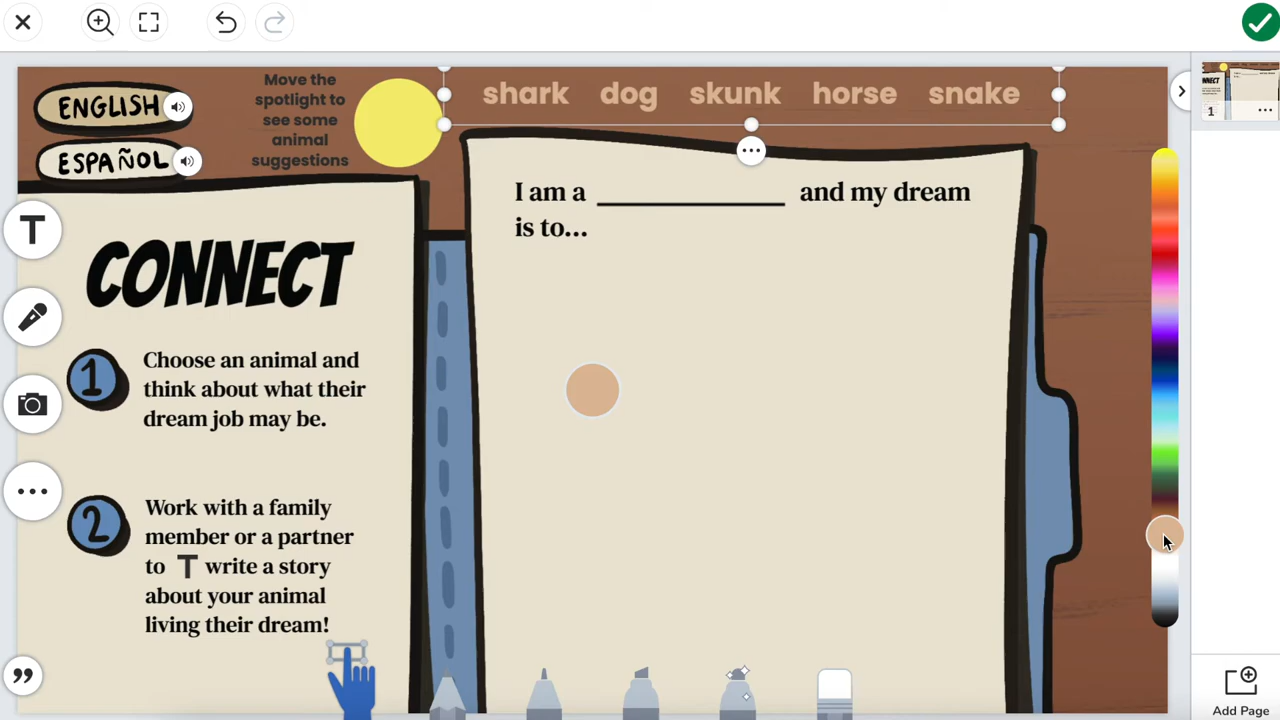 ENGLISH
ESPAÑOL
Move the
spotlight to
see some
animal
suggestions
shark dog skunk horse snake
I am a ______________ and my dream
is to...
CONNECT
1
Choose an animal and
think about what their
dream job may be.
2
Work with a family
member or a partner
to T write a story
about your animal
living their dream!
T
1
Add Page